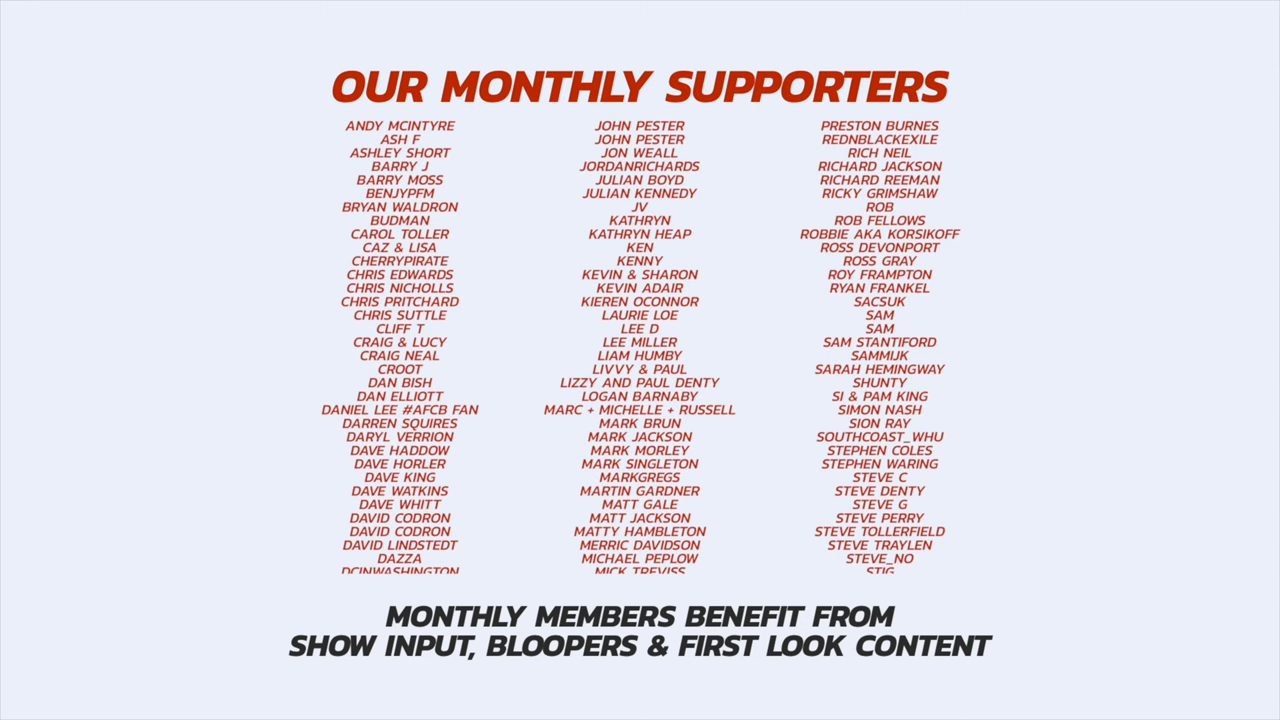 OUR MONTHLY SUPPORTERS
ANDY MCINTYRE
ASH F
ASHLEY SHORT
BARRY J
BARRY MOSS
BENJYPFM
BRYAN WALDRON
BUDMAN
CAROL TOLLER
CAZ & LISA
CHERRYPIRATE
CHRIS EDWARDS
CHRIS NICHOLLS
CHRIS PRITCHARD
CHRIS SUTTLE
CLIFF T
CRAIG & LUCY
CRAIG NEAL
CROOT
DAN BISH
DAN ELLIOTT
DANIEL LEE #AFCB FAN
DARREN SQUIRES
DARYL VERRION
DAVE HADDOW
DAVE HORLER
DAVE KING
DAVE WATKINS
DAVE WHITT
DAVID CODRON
DAVID CODRON
DAVID LINDSTEDT
DAZZA
DCINWASHINGTON
JOHN PESTER
JOHN PESTER
JON WEALL
JORDANRICHARDS
JULIAN BOYD
JULIAN KENNEDY
JV
KATHRYN
KATHRYN HEAP
KEN
KENNY
KEVIN & SHARON
KEVIN ADAIR
KIEREN OCONNOR
LAURIE LOE
LEE D
LEE MILLER
LIAM HUMBY
LIVVY & PAUL
LIZZY AND PAUL DENTY
LOGAN BARNABY
MARC + MICHELLE + RUSSELL
MARK BRUN
MARK JACKSON
MARK MORLEY
MARK SINGLETON
MARKGREGS
MARTIN GARDNER
MATT GALE
MATT JACKSON
MATTY HAMBLETON
MERRIC DAVIDSON
MICHAEL PEPLOW
MICK TREVISS
PRESTON BURNES
REDNBLACKEXILE
RICH NEIL
RICHARD JACKSON
RICHARD REEMAN
RICKY GRIMSHAW
ROB
ROB FELLOWS
ROBBIE AKA KORSIKOFF
ROSS DEVONPORT
ROSS GRAY
ROY FRAMPTON
RYAN FRANKEL
SACSUK
SAM
SAM
SAM STANTIFORD
SAMMIJK
SARAH HEMINGWAY
SHUNTY
SI & PAM KING
SIMON NASH
SION RAY
SOUTHCOAST_WHU
STEPHEN COLES
STEPHEN WARING
STEVE C
STEVE DENTY
STEVE G
STEVE PERRY
STEVE TOLLERFIELD
STEVE TRAYLEN
STEVE_NO
STIG
MONTHLY MEMBERS BENEFIT FROM
SHOW INPUT, BLOOPERS & FIRST LOOK CONTENT